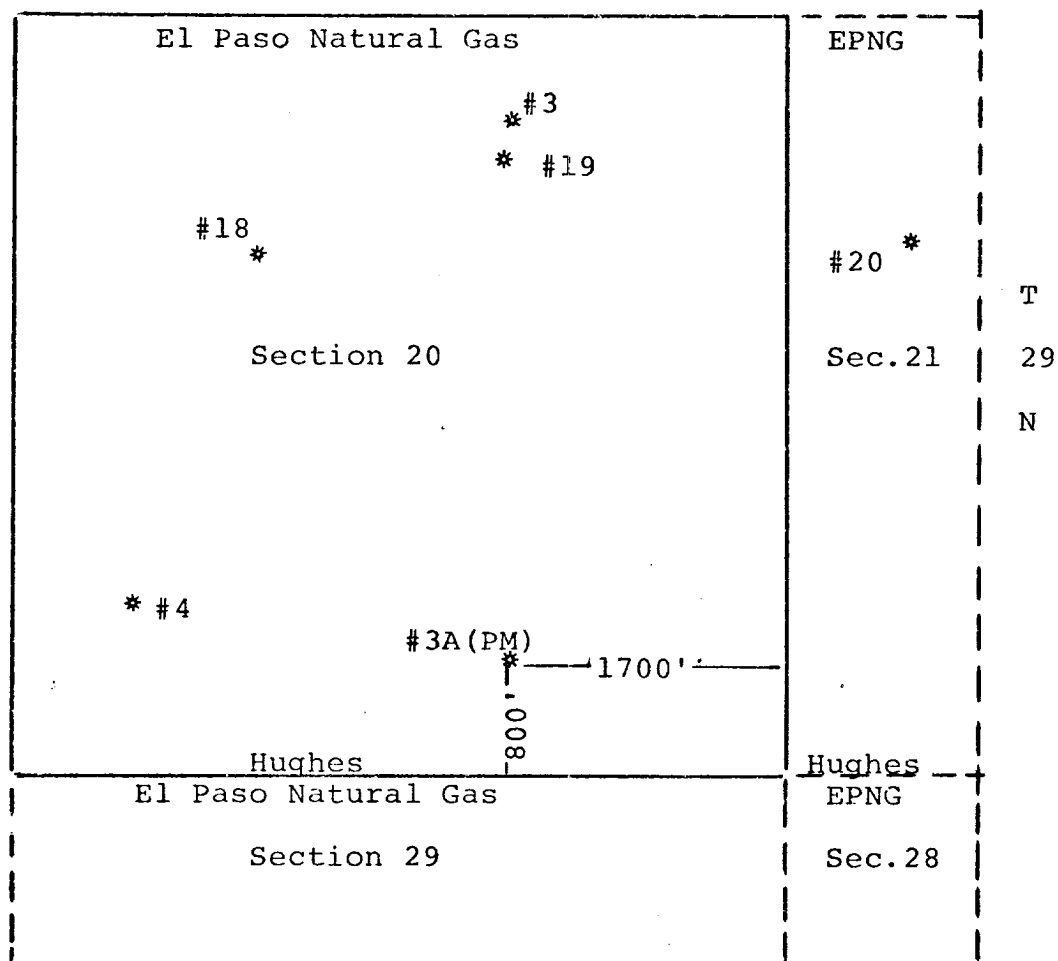 El Paso Natural Gas
EPNG
#3
#19
#18
#20
T
29
N
Section 20
Sec.21
#4
#3A(PM)
1700'
800'
Hughes
Hughes
El Paso Natural Gas
EPNG
Section 29
Sec.28